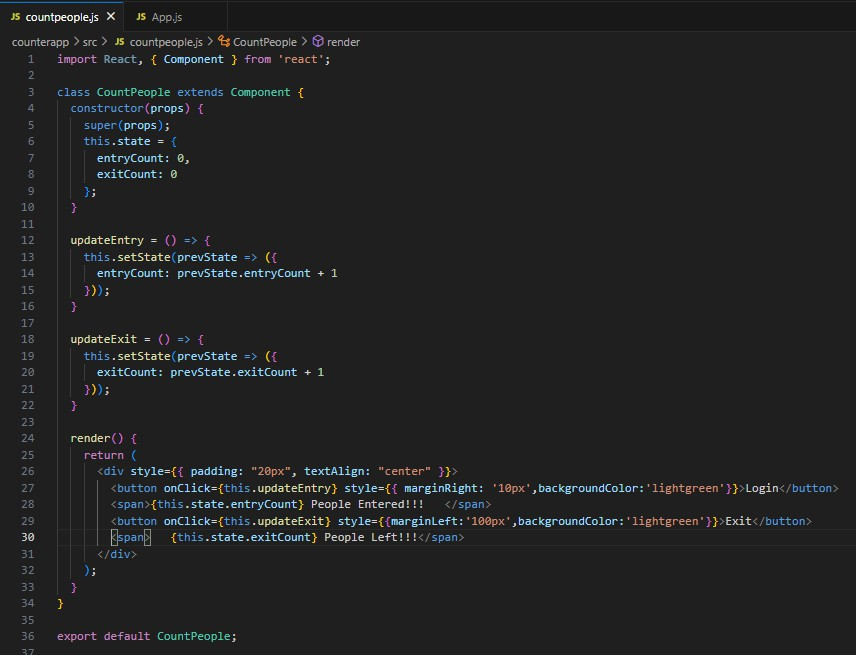 JS countpeople.js × JS App.js
counterapp > src > JS countpeople.js > CountPeople > render
1 import React, { Component } from 'react';
2
3 class CountPeople extends Component {
4 constructor(props) {
5 super(props);
6 this.state = {
7 entryCount: 0,
8 exitCount: 0
9 };
10 }
11
12 updateEntry = () => {
13 this.setState(prevState => ({
14 entryCount: prevState.entryCount + 1
15 }));
16 }
17
18 updateExit = () => {
19 this.setState(prevState => ({
20 exitCount: prevState.exitCount + 1
21 }));
22 }
23
24 render() {
25 return (
26 <div style={{ padding: "20px", textAlign: "center" }}>
27 <button onClick={this.updateEntry} style={{ marginRight: '10px',backgroundColor:'lightgreen'}}>Login</button>
28 <span>{this.state.entryCount} People Entered!!!   </span>
29 <button onClick={this.updateExit} style={{marginLeft:'100px',backgroundColor:'lightgreen'}}>Exit</button>
30 <span>   {this.state.exitCount} People Left!!!</span>
31 </div>
32 );
33 }
34 }
35
36 export default CountPeople;
37